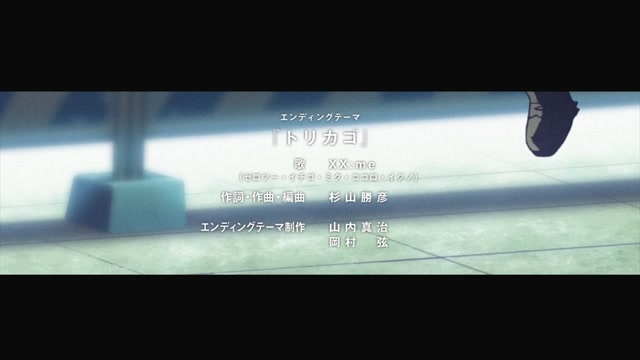 エンディングテーマ
『トリカゴ』
歌 XX:me
(ゼロツー・イチゴ・ミク・ココロ・イクノ)
作詞・作曲・編曲 杉山勝彦
エンディングテーマ制作 山内真治
岡村 弦